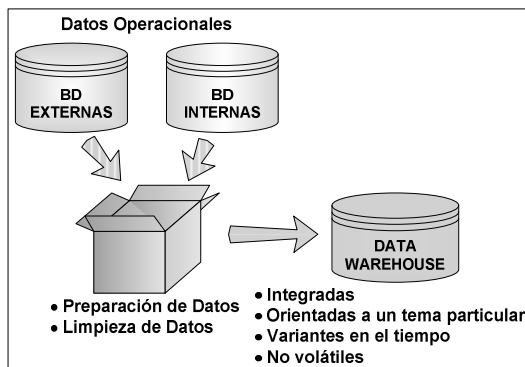 Datos Operacionales
BD
EXTERNAS
BD
INTERNAS
DATA
WAREHOUSE
• Preparación de Datos
• Limpieza de Datos
• Integradas
• Orientadas a un tema particular
• Variantes en el tiempo
• No volátiles